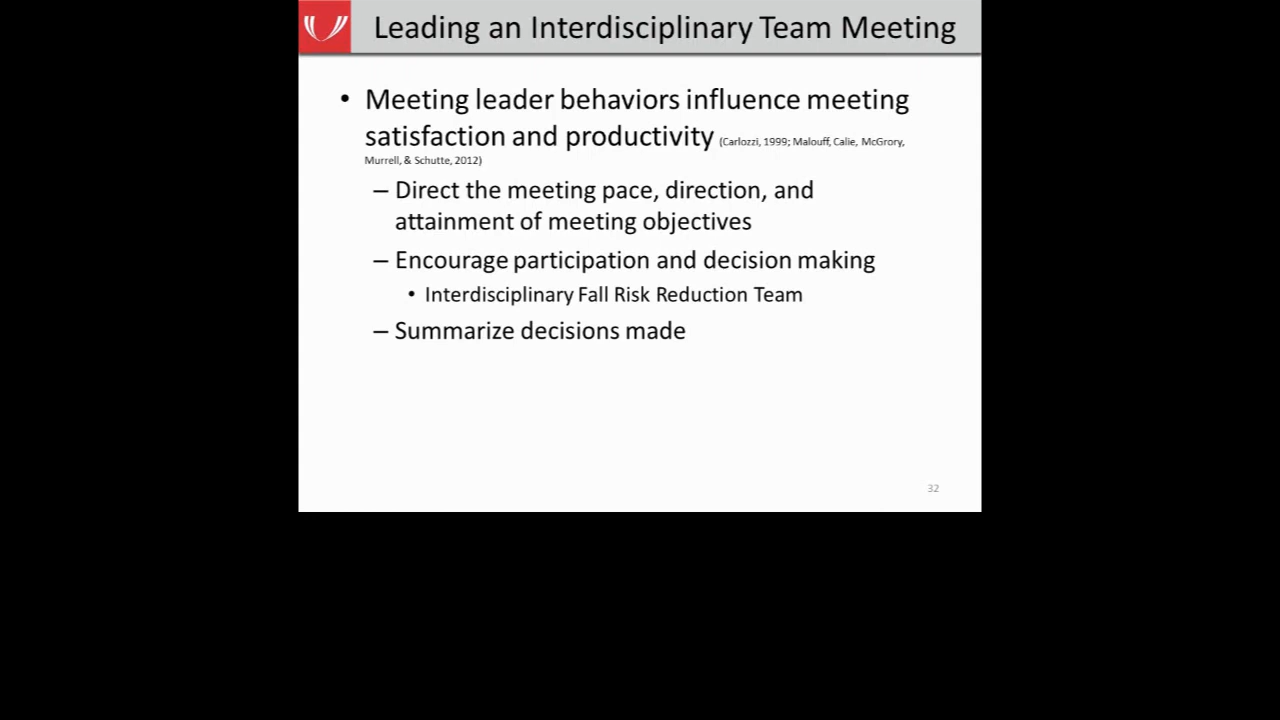 Leading an Interdisciplinary Team Meeting
• Meeting leader behaviors influence meeting
satisfaction and productivity (Carlozzi, 1999; Malouff, Calie, McGrory,
Murrell, & Schutte, 2012)
– Direct the meeting pace, direction, and
attainment of meeting objectives
– Encourage participation and decision making
• Interdisciplinary Fall Risk Reduction Team
– Summarize decisions made
32